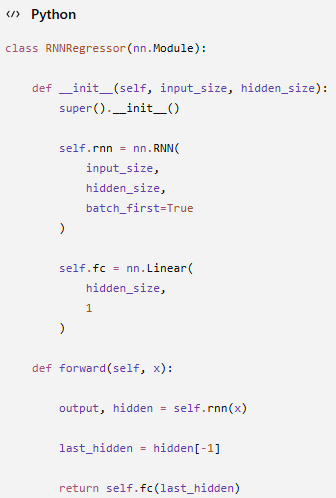 </> Python
class RNNRegressor(nn.Module):
    def __init__(self, input_size, hidden_size):
        super().__init__()
        self.rnn = nn.RNN(
            input_size,
            hidden_size,
            batch_first=True
        )
        self.fc = nn.Linear(
            hidden_size,
            1
        )
    def forward(self, x):
        output, hidden = self.rnn(x)
        last_hidden = hidden[-1]
        return self.fc(last_hidden)